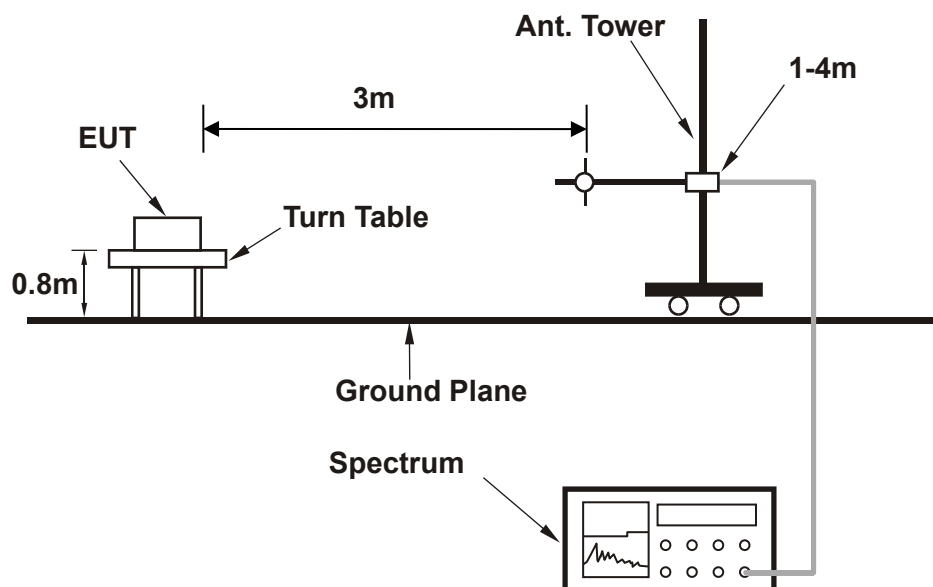 Ant. Tower
1-4m
3m
EUT
Turn Table
0.8m
Ground Plane
Spectrum